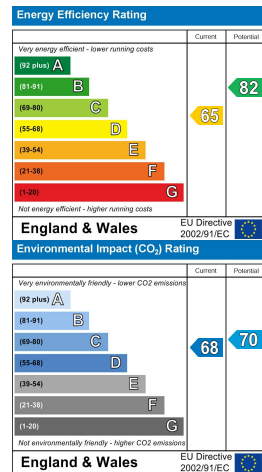 Energy Efficiency Rating
Current Potential
Very energy efficient - lower running costs
(92 plus) A
(81-91) B
82
(69-80) C
65
(55-68) D
(39-54) E
(21-38) F
(1-20) G
Not energy efficient - higher running costs
England & Wales
EU Directive
2002/91/EC
Environmental Impact (CO₂) Rating
Current Potential
Very environmentally friendly - lower CO2 emissions
(92 plus) A
(81-91) B
(69-80) C
68
70
(55-68) D
(39-54) E
(21-38) F
(1-20) G
Not environmentally friendly - higher CO2 emissions
England & Wales
EU Directive
2002/91/EC